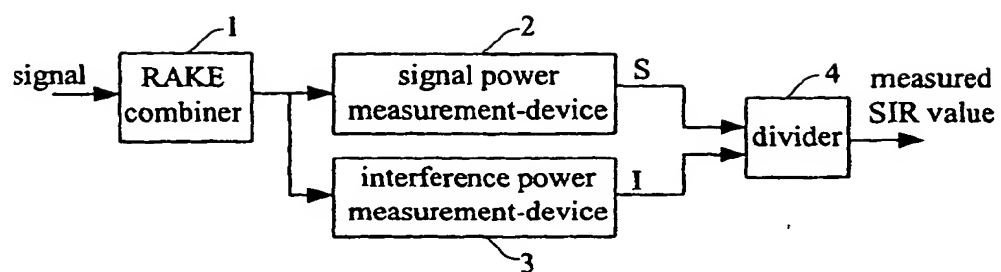 1
signal
RAKE
combiner
2
signal power
measurement-device
S
interference power
measurement-device
I
3
4
divider
measured
SIR value